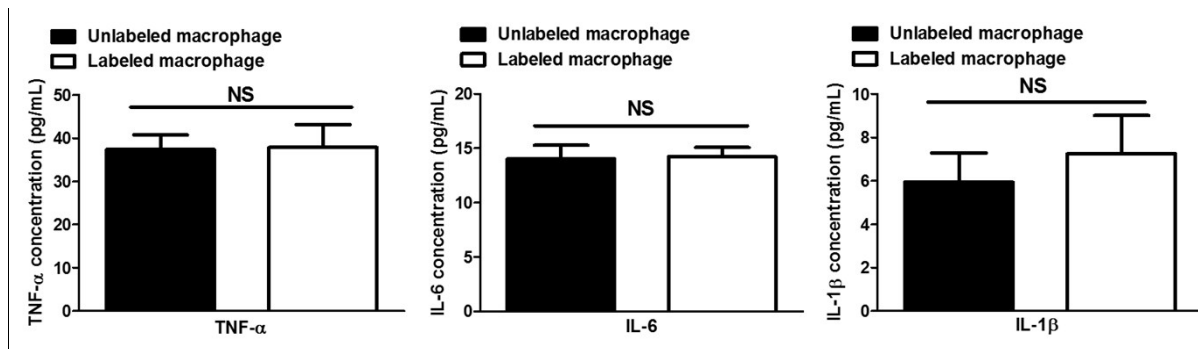 Unlabeled macrophage
Labeled macrophage
TNF-α concentration (pg/mL)
50
40
30
20
10
0
NS
TNF-α
Unlabeled macrophage
Labeled macrophage
IL-6 concentration (pg/mL)
20
15
10
5
0
NS
IL-6
Unlabeled macrophage
Labeled macrophage
IL-1β concentration (pg/mL)
10
8
6
4
2
0
NS
IL-1β